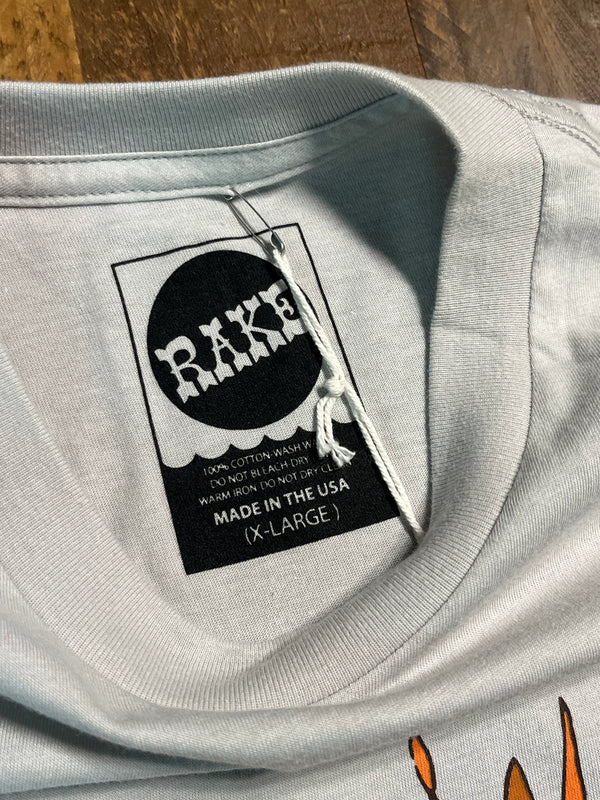 RAKE
100% COTTON-WASH
DO NOT BLEACH-DRY
WARM IRON DO NOT DRY
MADE IN THE USA
(X-LARGE)